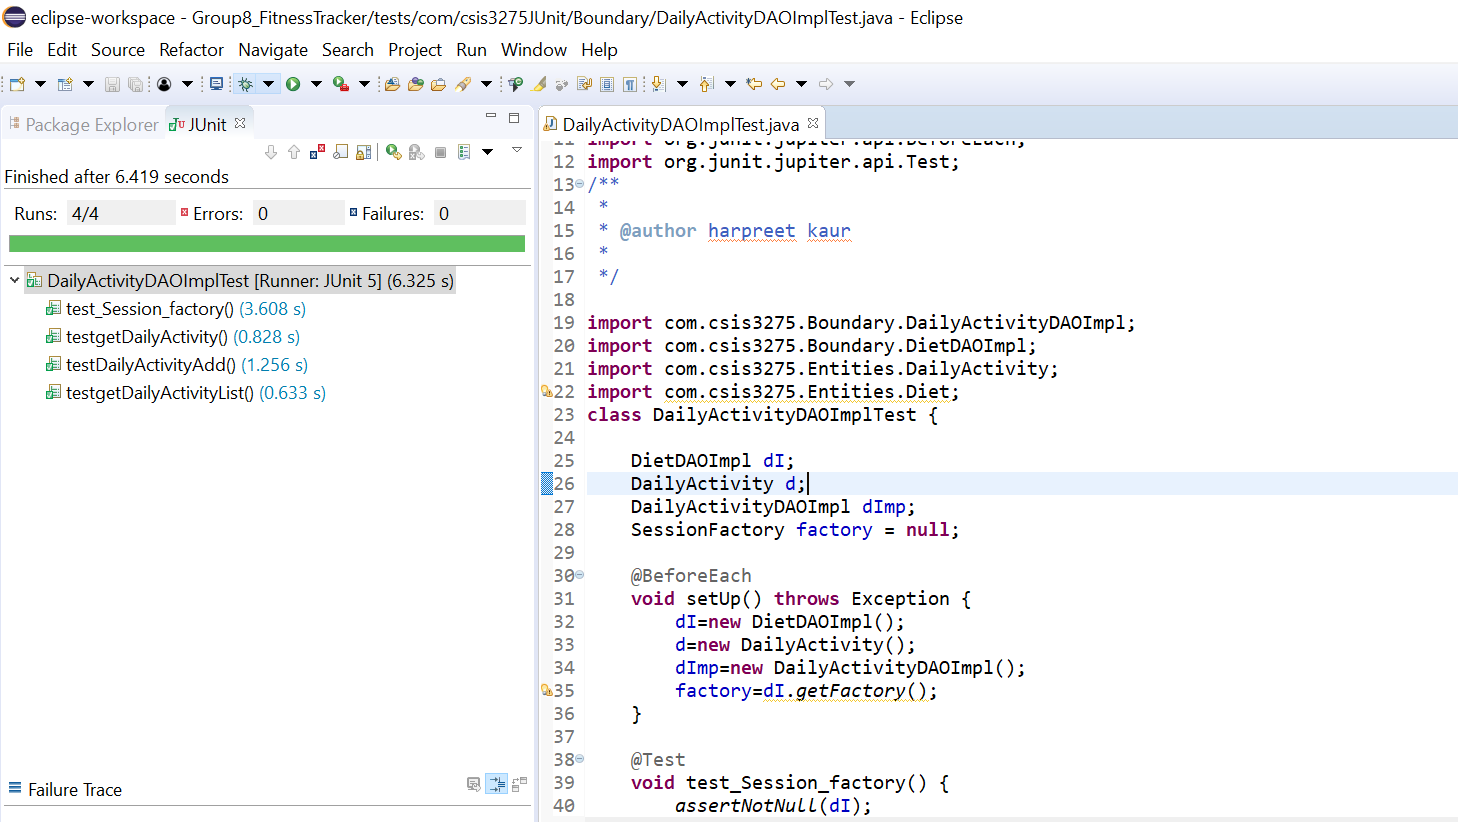 eclipse-workspace - Group8_FitnessTracker/tests/com/csis3275JUnit/Boundary/DailyActivityDAOImplTest.java - Eclipse
File Edit Source Refactor Navigate Search Project Run Window Help
Package Explorer JUnit
Finished after 6.419 seconds
Runs: 4/4 Errors: 0 Failures: 0
DailyActivityDAOImplTest [Runner: JUnit 5] (6.325 s)
test_Session_factory() (3.608 s)
testgetDailyActivity() (0.828 s)
testDailyActivityAdd() (1.256 s)
testgetDailyActivityList() (0.633 s)
Failure Trace
DailyActivityDAOImplTest.java
11 import org.junit.jupiter.api.BeforeEach;
12 import org.junit.jupiter.api.Test;
13 /**
14 *
15 * @author harpreet kaur
16 *
17 */
18
19 import com.csis3275.Boundary.DailyActivityDAOImpl;
20 import com.csis3275.Boundary.DietDAOImpl;
21 import com.csis3275.Entities.DailyActivity;
22 import com.csis3275.Entities.Diet;
23 class DailyActivityDAOImplTest {
24
25 DietDAOImpl dI;
26 DailyActivity d;
27 DailyActivityDAOImpl dImp;
28 SessionFactory factory = null;
29
30 @BeforeEach
31 void setUp() throws Exception {
32 dI=new DietDAOImpl();
33 d=new DailyActivity();
34 dImp=new DailyActivityDAOImpl();
35 factory=dI.getFactory();
36 }
37
38 @Test
39 void test_Session_factory() {
40 assertNotNull(dI);